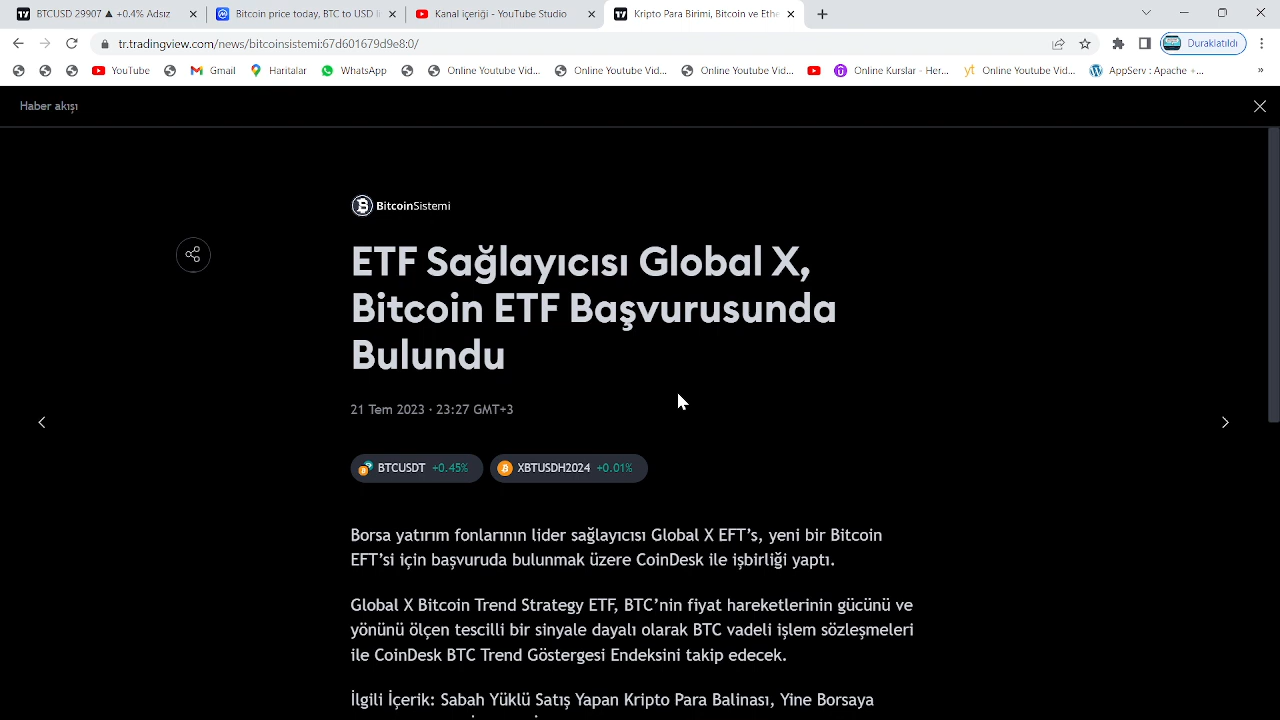 BTCUSD 29907 ▲ +0.4% Adsız
Bitcoin price today, BTC to USD li
Kanal içeriği - YouTube Studio
Kripto Para Birimi, Bitcoin ve Ethe
tr.tradingview.com/news/bitcoinsistemi:67d601679d9e8:0/
Duraklatıldı
YouTube
Gmail
Haritalar
WhatsApp
Online Youtube Vid...
Online Youtube Vid...
Online Youtube Vid...
Online Kurslar - Her...
yt Online Youtube Vid...
AppServ : Apache +...
»
Haber akışı
BitcoinSistemi
ETF Sağlayıcısı Global X,
Bitcoin ETF Başvurusunda
Bulundu
21 Tem 2023 · 23:27 GMT+3
BTCUSDT +0.45%
XBTUSDH2024 +0.01%
Borsa yatırım fonlarının lider sağlayıcısı Global X EFT’s, yeni bir Bitcoin
EFT’si için başvuruda bulunmak üzere CoinDesk ile işbirliği yaptı.
Global X Bitcoin Trend Strategy ETF, BTC’nin fiyat hareketlerinin gücünü ve
yönünü ölçen tescilli bir sinyale dayalı olarak BTC vadeli işlem sözleşmeleri
ile CoinDesk BTC Trend Göstergesi Endeksini takip edecek.
İlgili İçerik: Sabah Yüklü Satış Yapan Kripto Para Balinası, Yine Borsaya